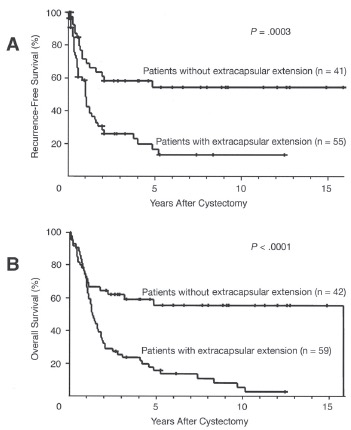 A
Recurrence-Free Survival (%)
100
80
60
40
20
0
5
10
15
P = .0003
Patients without extracapsular extension (n = 41)
Patients with extracapsular extension (n = 55)
Years After Cystectomy
B
Overall Survival (%)
100
80
60
40
20
0
5
10
15
P < .0001
Patients without extracapsular extension (n = 42)
Patients with extracapsular extension (n = 59)
Years After Cystectomy